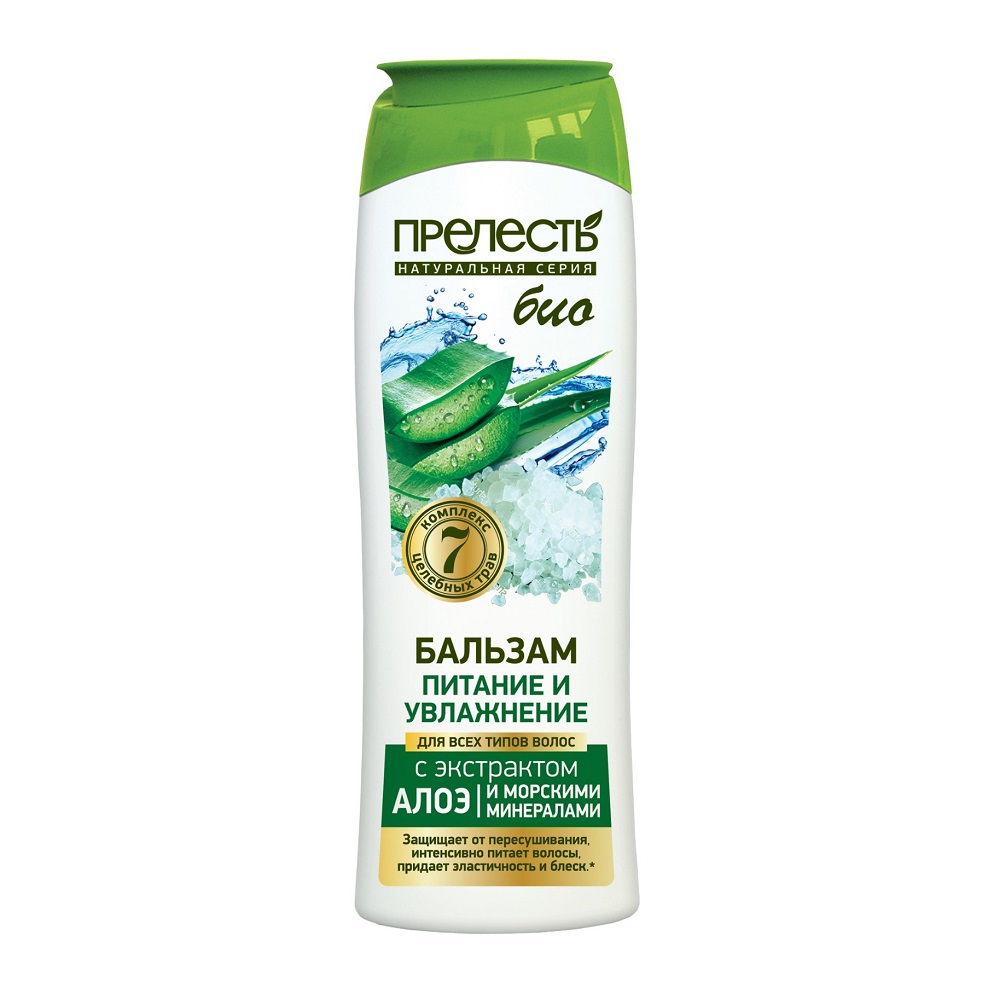 ПРЕЛЕСТЬ
НАТУРАЛЬНАЯ СЕРИЯ
био
комплекс
7
целебных трав
БАЛЬЗАМ
ПИТАНИЕ И
УВЛАЖНЕНИЕ
ДЛЯ ВСЕХ ТИПОВ ВОЛОС
С ЭКСТРАКТОМ
АЛОЭ
И МОРСКИМИ
МИНЕРАЛАМИ
Защищает от пересушивания,
интенсивно питает волосы,
придает эластичность и блеск.*